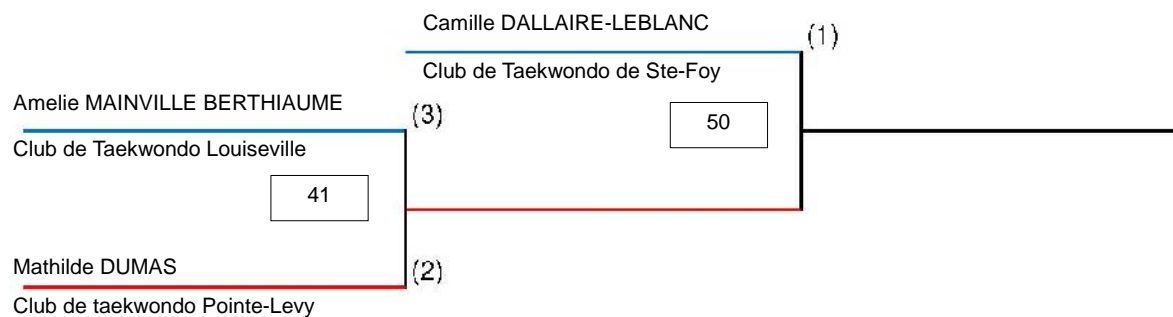 Camille DALLAIRE-LEBLANC
(1)
Club de Taekwondo de Ste-Foy
Amelie MAINVILLE BERTHIAUME
(3)
50
Club de Taekwondo Louiseville
41
Mathilde DUMAS
(2)
Club de taekwondo Pointe-Levy